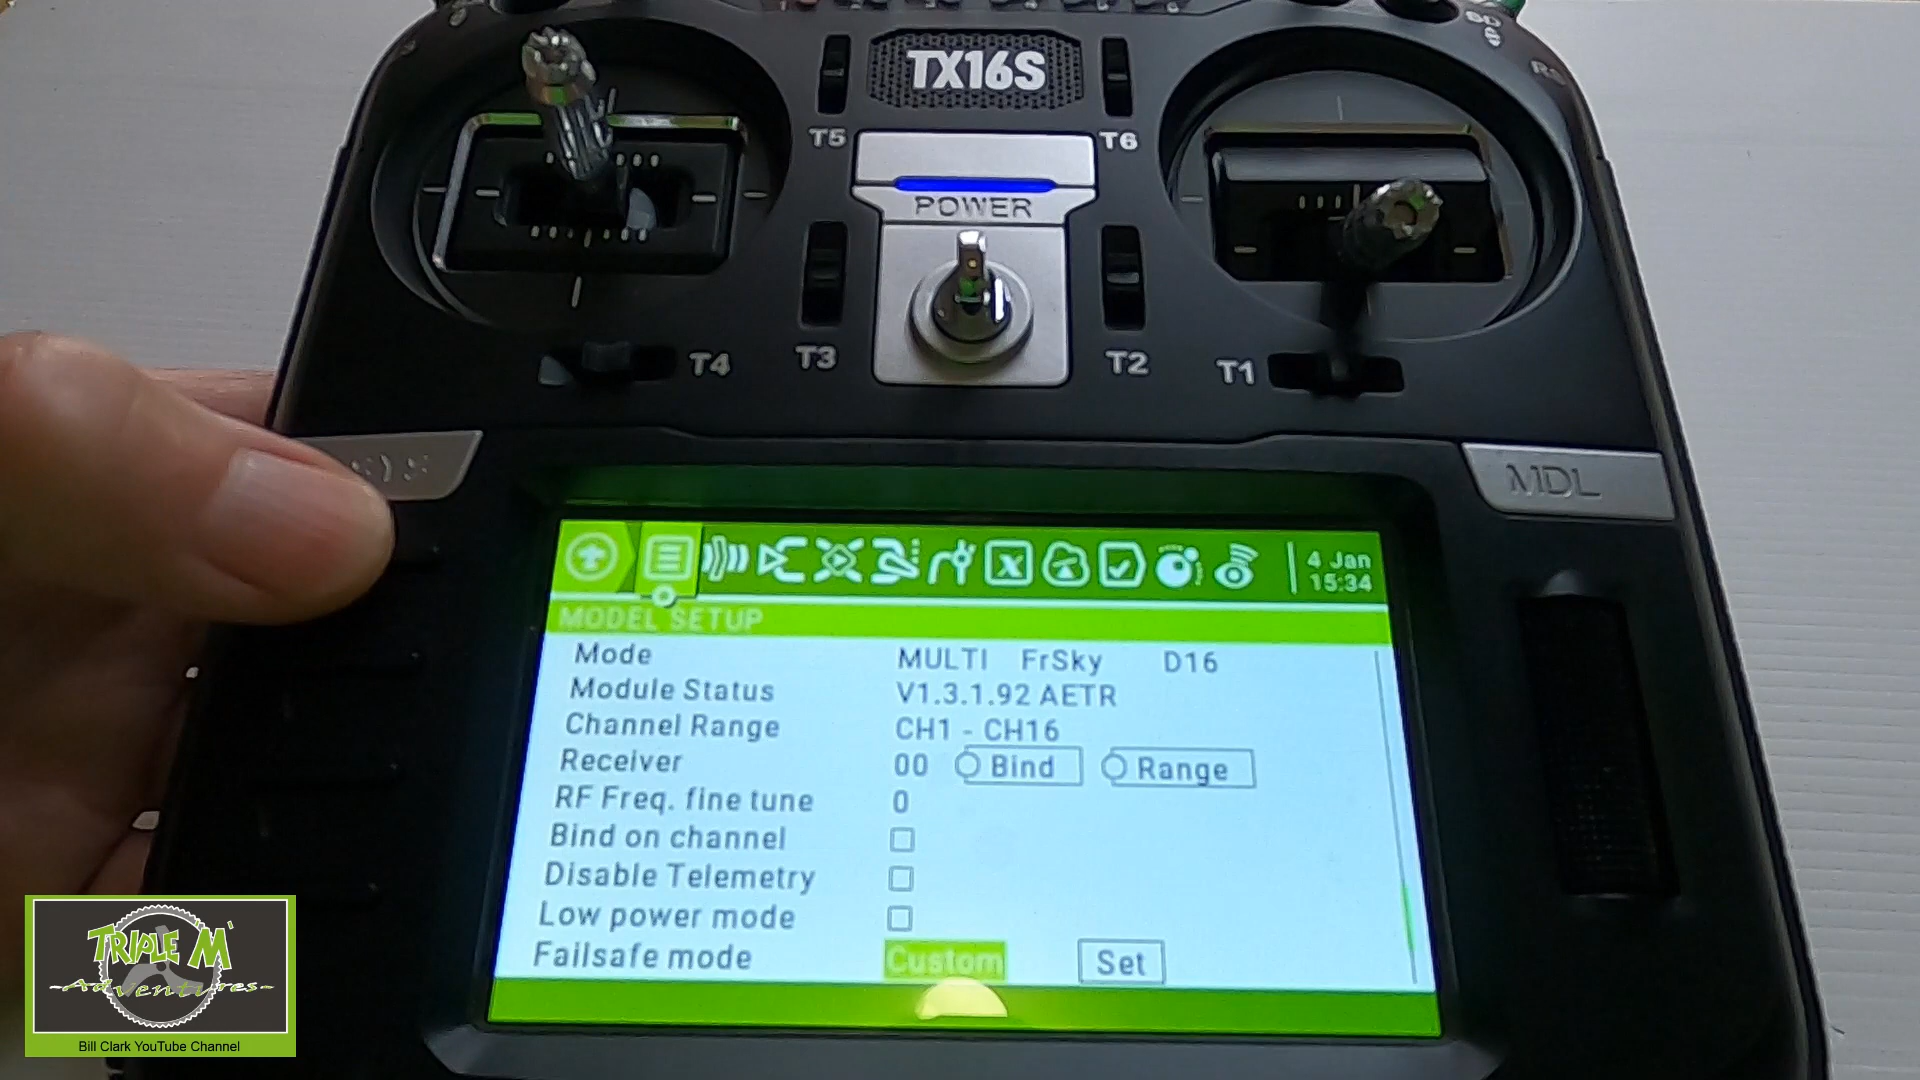 TX16S
T5
T6
POWER
T4
T3
T2
T1
MDL
4 Jan
15:34
MODEL SETUP
Mode MULTI FrSky D16
Module Status V1.3.1.92 AETR
Channel Range CH1 - CH16
Receiver 00 Bind Range
RF Freq. fine tune 0
Bind on channel
Disable Telemetry
Low power mode
Failsafe mode Custom Set
TRIPLE M
-Adventures-
Bill Clark YouTube Channel